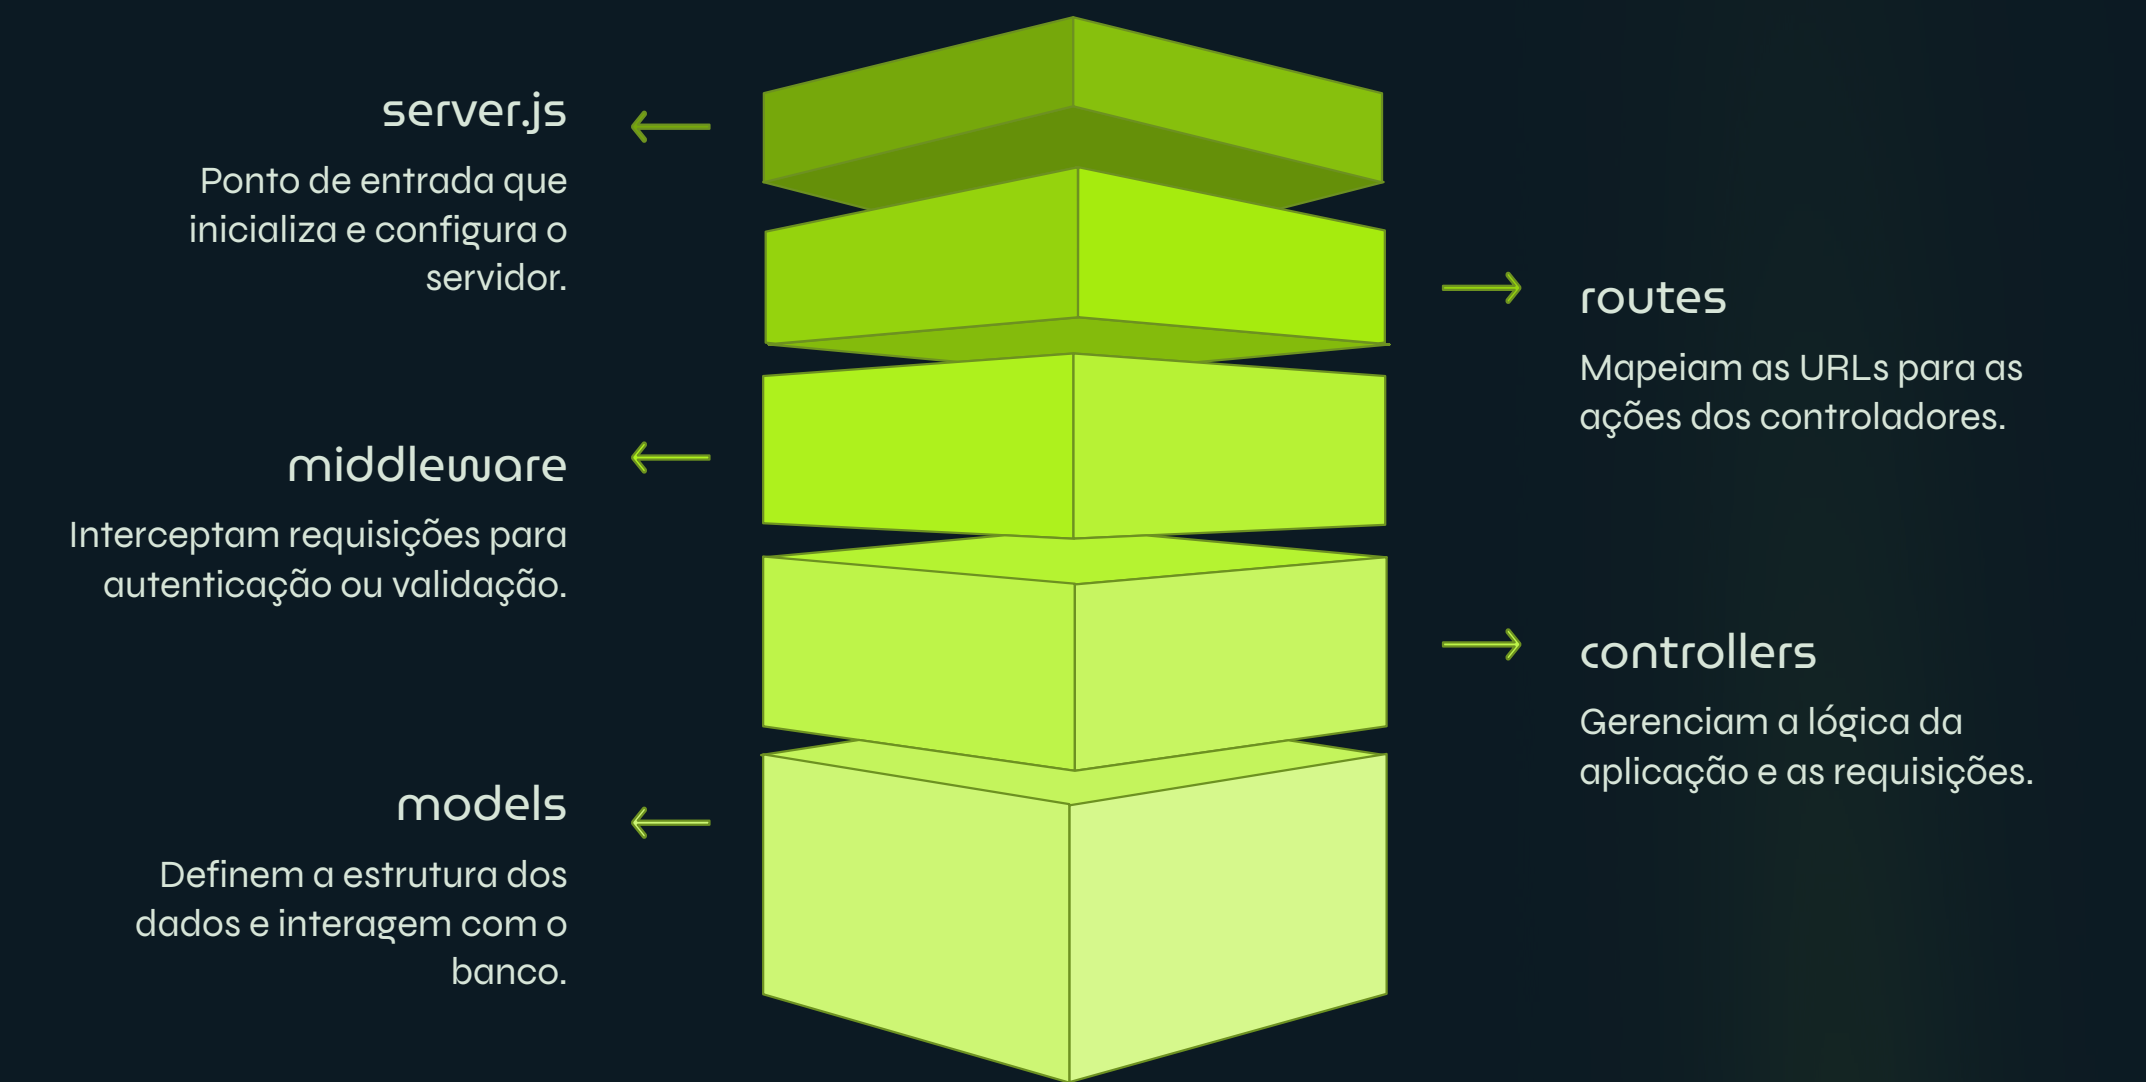 server.js
Ponto de entrada que
inicializa e configura o
servidor.
routes
Mapeiam as URLs para as
ações dos controladores.
middleware
Interceptam requisições para
autenticação ou validação.
controllers
Gerenciam a lógica da
aplicação e as requisições.
models
Definem a estrutura dos
dados e interagem com o
banco.